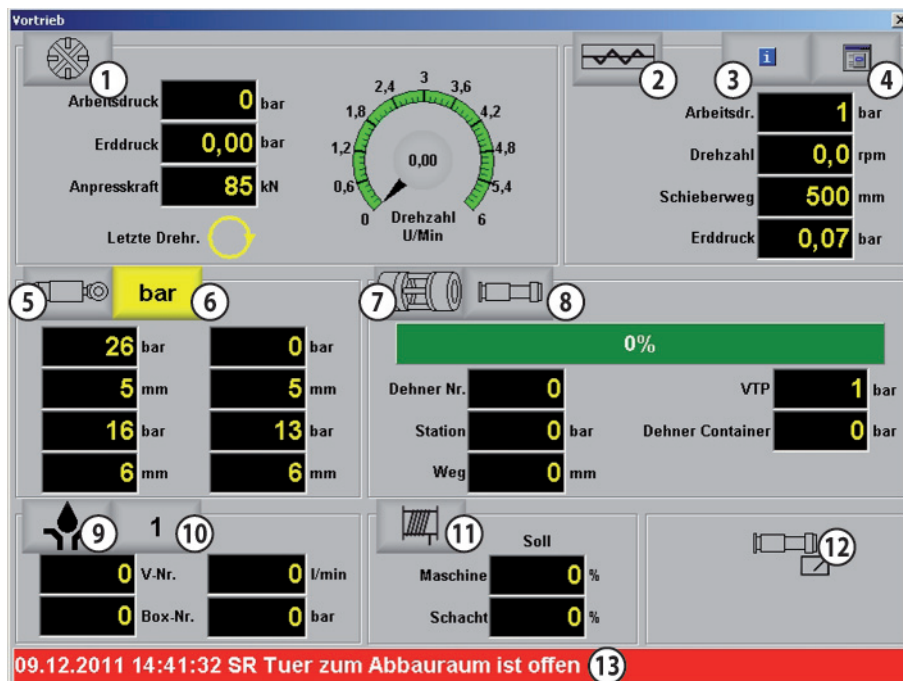 Vortrieb
1
Arbeitsdruck 0 bar
Erddruck 0,00 bar
Anpresskraft 85 kN
Letzte Drehr.
0 0,6 1,2 1,8 2,4 3 3,6 4,2 4,8 5,4 6
0,00
Drehzahl
U/Min
2
3 i
4
Arbeitsdr. 1 bar
Drehzahl 0,0 rpm
Schieberweg 500 mm
Erddruck 0,07 bar
5
bar 6
26 bar 0 bar
5 mm 5 mm
16 bar 13 bar
6 mm 6 mm
7 8
0%
Dehner Nr. 0 VTP 1 bar
Station 0 bar Dehner Container 0 bar
Weg 0 mm
9 1 10
0 V-Nr. 0 l/min
0 Box-Nr. 0 bar
11
Soll
Maschine 0 %
Schacht 0 %
12
09.12.2011 14:41:32 SR Tuer zum Abbauraum ist offen 13